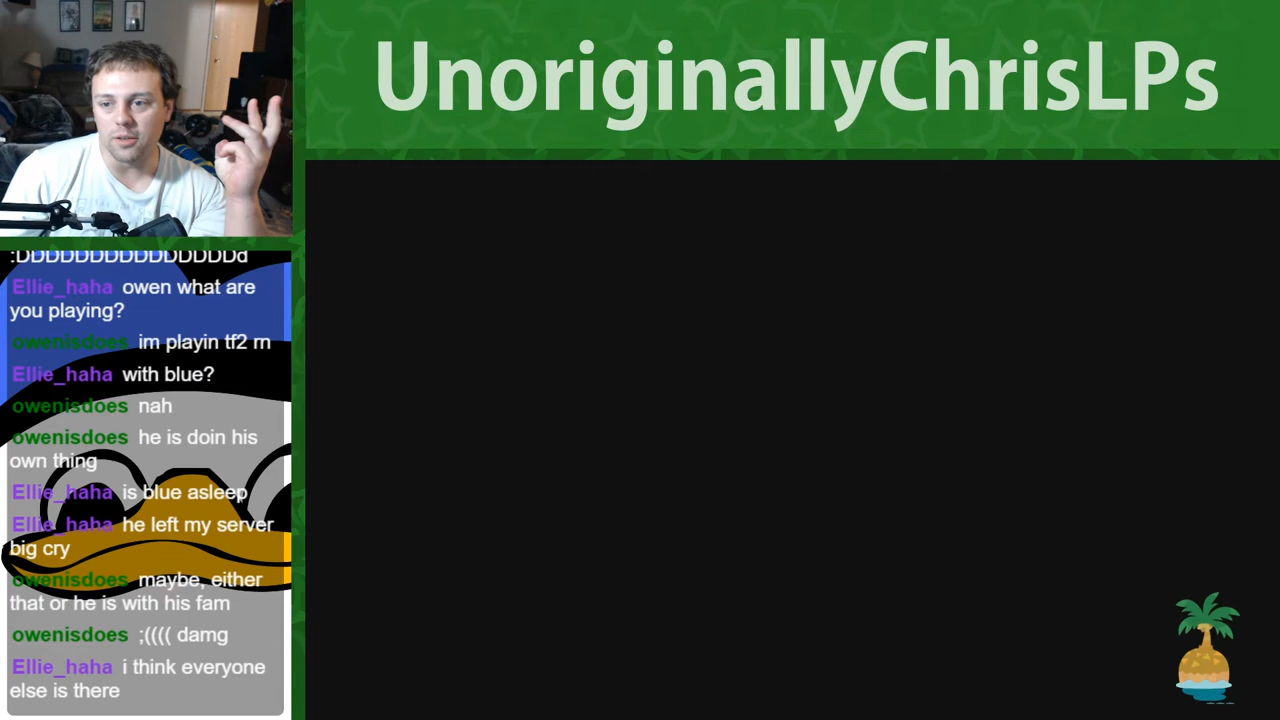 UnoriginallyChrisLPs
:DDDDDDDDDDDDDDDd
Ellie_haha owen what are
you playing?
owenisdoes im playin tf2 rn
Ellie_haha with blue?
owenisdoes nah
owenisdoes he is doin his
own thing
Ellie_haha is blue asleep
Ellie_haha he left my server
big cry
owenisdoes maybe, either
that or he is with his fam
owenisdoes ;(((( damg
Ellie_haha i think everyone
else is there